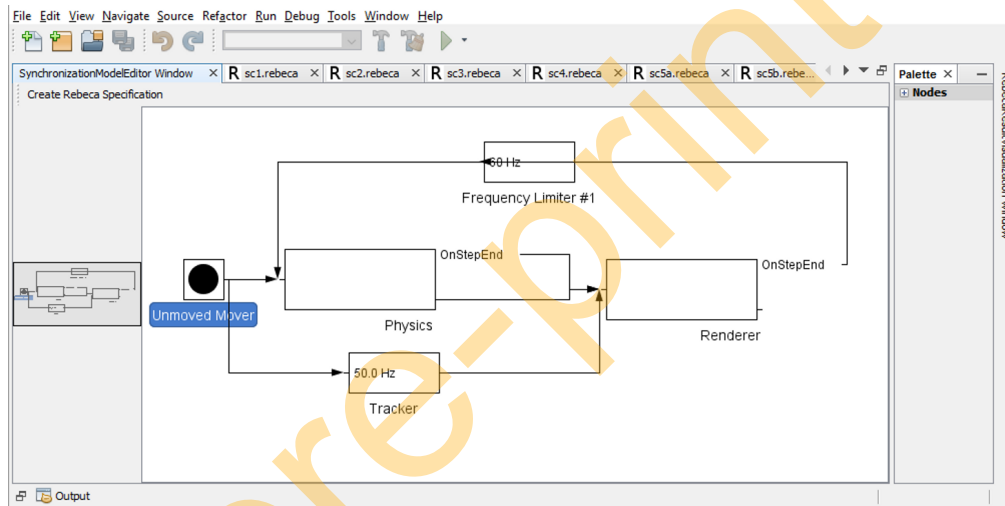 File Edit View Navigate Source Refactor Run Debug Tools Window Help
SynchronizationModelEditor Window × R sc1.rebeca × R sc2.rebeca × R sc3.rebeca × R sc4.rebeca × R sc5a.rebeca × R sc5b.rebe...
Palette ×
Create Rebeca Specification
Nodes
60 Hz
Frequency Limiter #1
OnStepEnd
OnStepEnd
Unmoved Mover
Physics
Renderer
50.0 Hz
Tracker
Output
pre-print